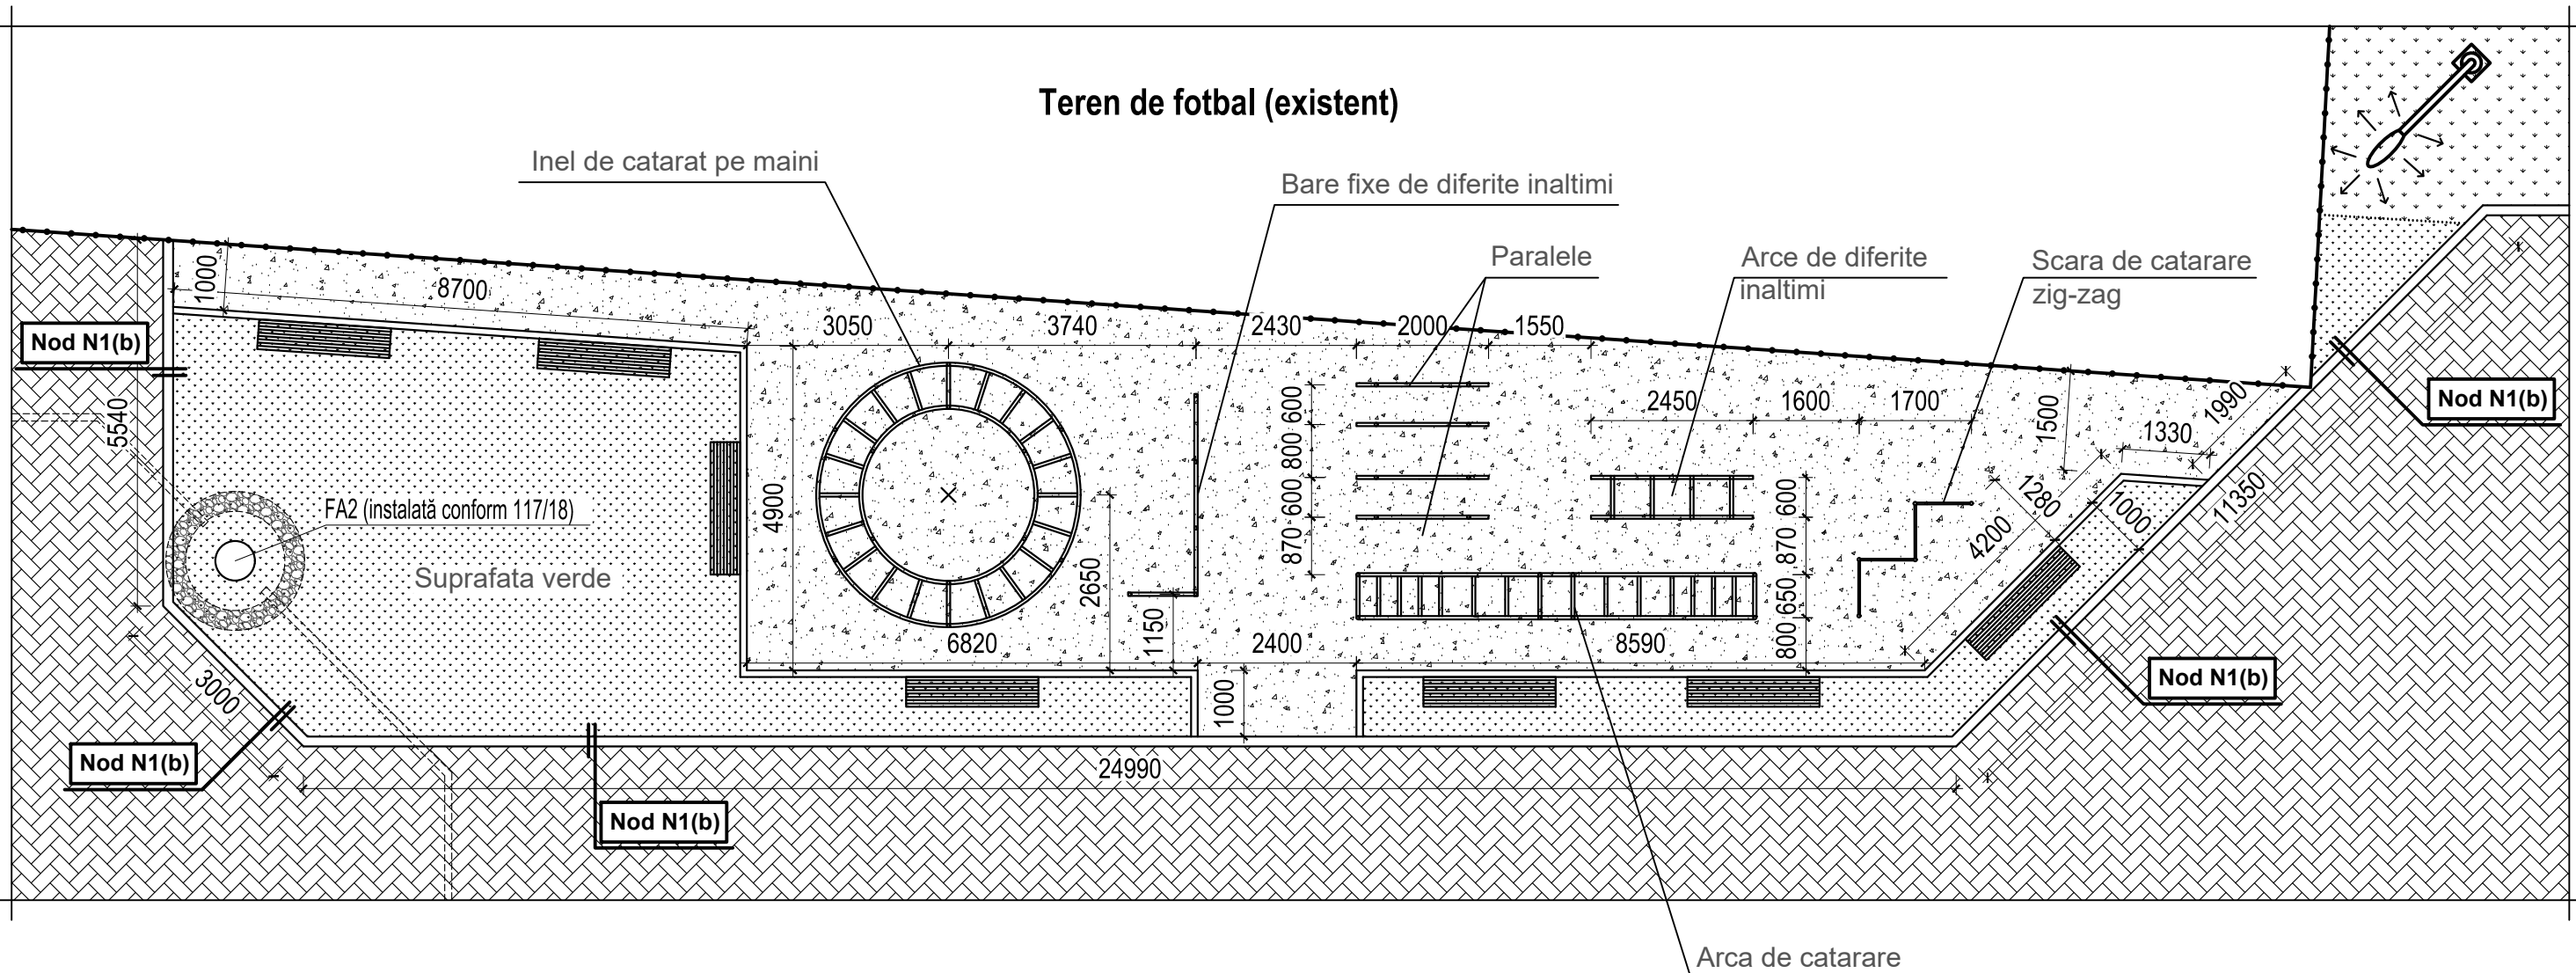 Teren de fotbal (existent)
Inel de catarat pe maini
Bare fixe de diferite inaltimi
Paralele
Arce de diferite
inaltimi
Scara de catarare
zig-zag
1000
8700
3050
3740
2430
2000
1550
Nod N1(b)
5540
600
800
600
870
2450
1600
1700
1500
1990
1330
Nod N1(b)
4900
FA2 (instalată conform 117/18)
Suprafata verde
2650
1150
600
870
650
800
1280
1000
4200
11350
6820
2400
8590
1000
3000
Nod N1(b)
Nod N1(b)
24990
Nod N1(b)
Arca de catarare